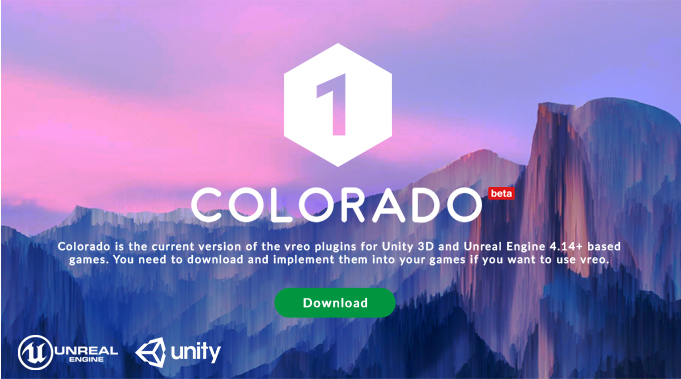 1
COLORADO beta
Colorado is the current version of the vreo plugins for Unity 3D and Unreal Engine 4.14+ based
games. You need to download and implement them into your games if you want to use vreo.
Download
UNREAL
ENGINE
unity